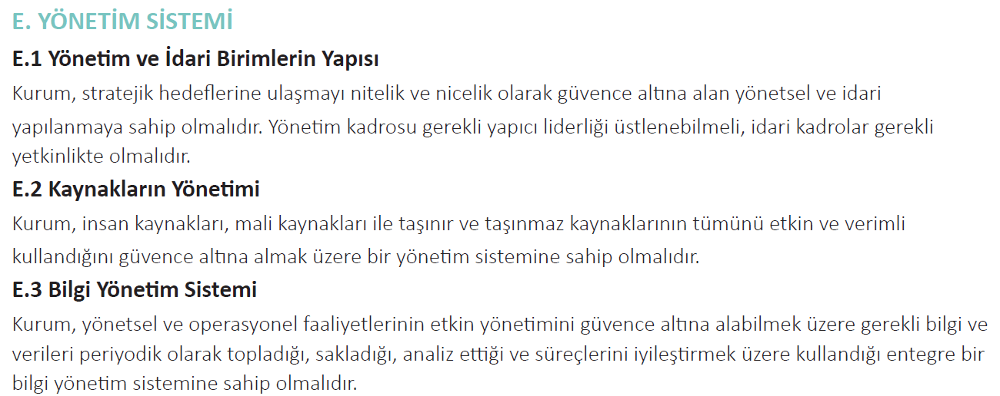 E. YÖNETİM SİSTEMİ
E.1 Yönetim ve İdari Birimlerin Yapısı
Kurum, stratejik hedeflerine ulaşmayı nitelik ve nicelik olarak güvence altına alan yönetsel ve idari
yapılanmaya sahip olmalıdır. Yönetim kadrosu gerekli yapıcı liderliği üstlenebilmeli, idari kadrolar gerekli
yetkinlikte olmalıdır.
E.2 Kaynakların Yönetimi
Kurum, insan kaynakları, mali kaynakları ile taşınır ve taşınmaz kaynaklarının tümünü etkin ve verimli
kullandığını güvence altına almak üzere bir yönetim sistemine sahip olmalıdır.
E.3 Bilgi Yönetim Sistemi
Kurum, yönetsel ve operasyonel faaliyetlerinin etkin yönetimini güvence altına alabilmek üzere gerekli bilgi ve
verileri periyodik olarak topladığı, sakladığı, analiz ettiği ve süreçlerini iyileştirmek üzere kullandığı entegre bir
bilgi yönetim sistemine sahip olmalıdır.